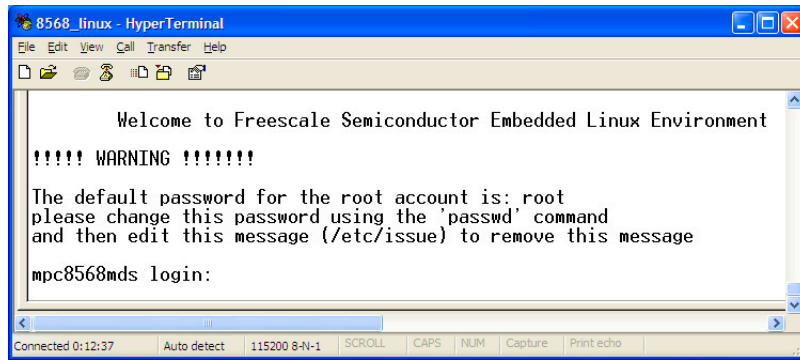 8568_linux - HyperTerminal
File Edit View Call Transfer Help
Welcome to Freescale Semiconductor Embedded Linux Environment
!!!!! WARNING !!!!!!!
The default password for the root account is: root
please change this password using the 'passwd' command
and then edit this message (/etc/issue) to remove this message
mpc8568mds login:
Connected 0:12:37 Auto detect 115200 8-N-1 SCROLL CAPS NUM Capture Print echo